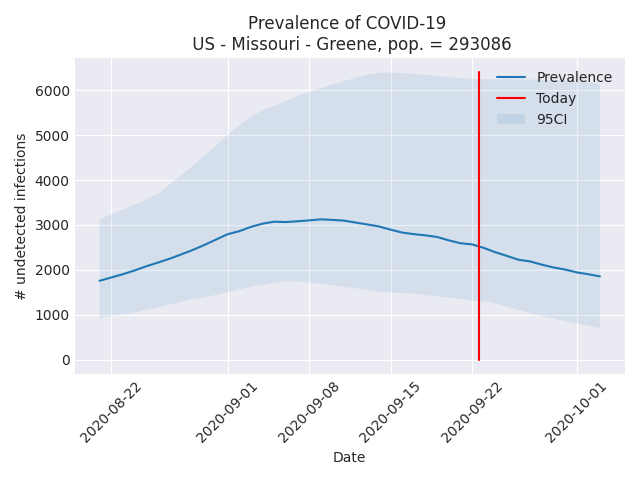 Prevalence of COVID-19
US - Missouri - Greene, pop. = 293086
Prevalence
Today
95CI
# undetected infections
6000
5000
4000
3000
2000
1000
0
2020-08-22
2020-09-01
2020-09-08
2020-09-15
2020-09-22
2020-10-01
Date